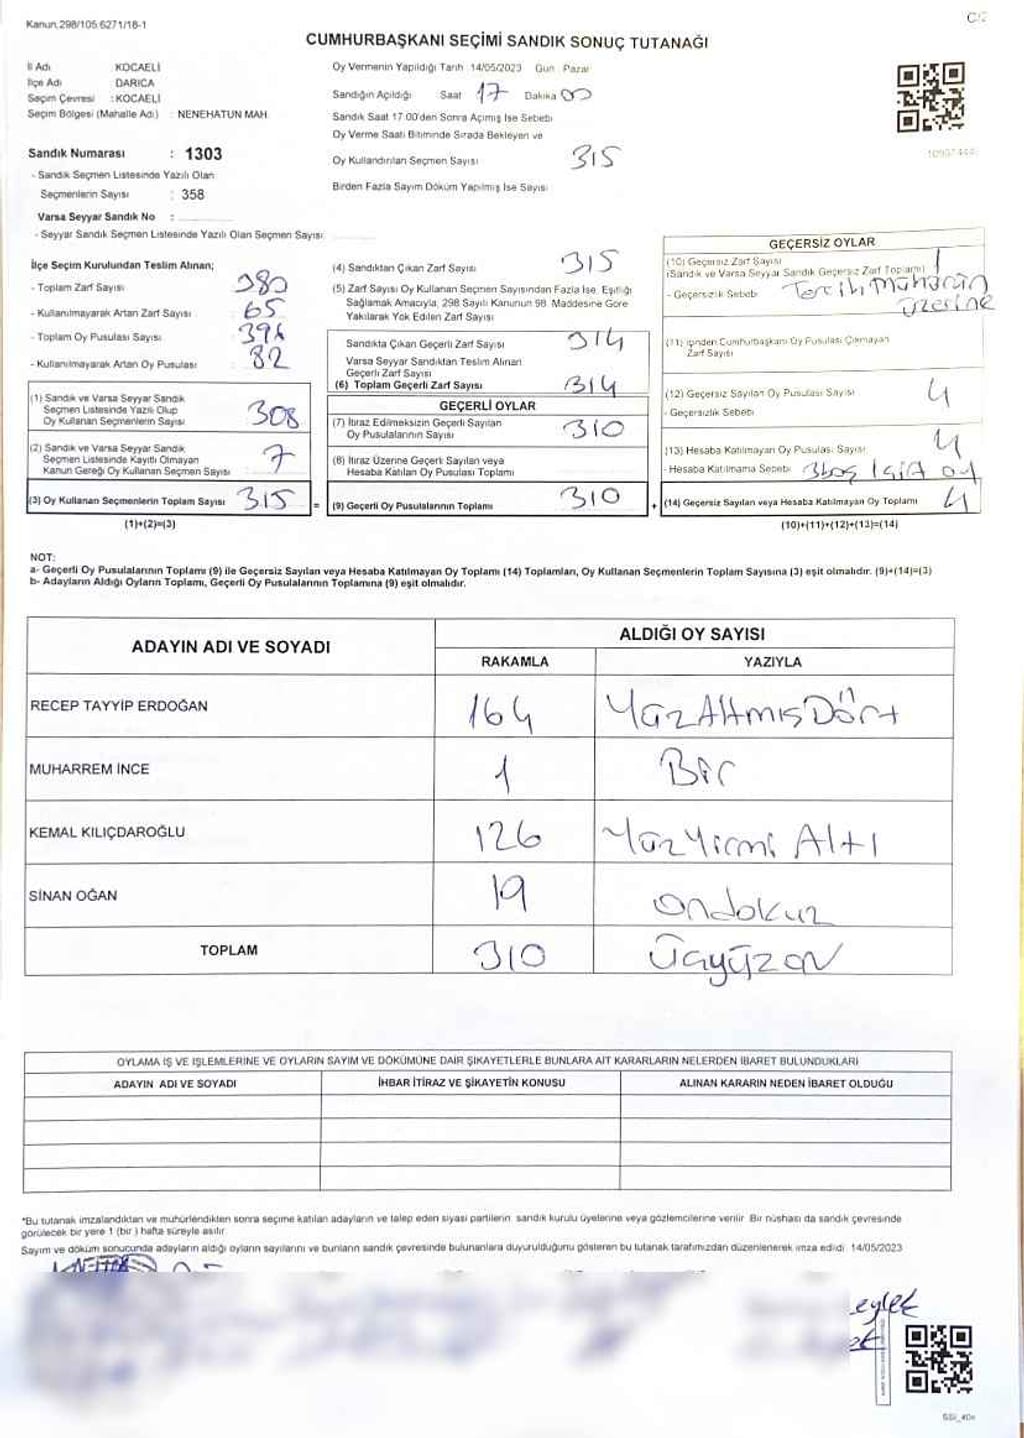 Kanun,298/105,6271/18-1
CUMHURBAŞKANI SEÇİMİ SANDIK SONUÇ TUTANAĞI
İl Adı KOCAELİ
İlçe Adı DARICA
Seçim Çevresi : KOCAELİ
Seçim Bölgesi (Mahalle Adı) : NENEHATUN MAH
Sandık Numarası : 1303
- Sandık Seçmen Listesinde Yazılı Olan
Seçmenlerin Sayısı : 358
Varsa Seyyar Sandık No :
- Seyyar Sandık Seçmen Listesinde Yazılı Olan Seçmen Sayısı:
Oy Vermenin Yapıldığı Tarih 14/05/2023 Gün Pazar
Sandığın Açıldığı Saat 17 Dakika 00
Sandık Saat 17.00'den Sonra Açımış İse Sebebi
Oy Verme Saati Bitiminde Sırada Bekleyen ve
Oy Kullandırılan Seçmen Sayısı 315
Birden Fazla Sayım Döküm Yapılmış İse Sayısı
İlçe Seçim Kurulundan Teslim Alınan;
- Toplam Zarf Sayısı 380
- Kullanılmayarak Artan Zarf Sayısı 65
- Toplam Oy Pusulası Sayısı
- Kullanılmayarak Artan Oy Pusulası 82
(1) Sandık ve Varsa Seyyar Sandık
Seçmen Listesinde Yazılı Olup
Oy Kullanan Seçmenlerin Sayısı 308
(2) Sandık ve Varsa Seyyar Sandık
Seçmen Listesinde Kayıtlı Olmayan
Kanun Gereği Oy Kullanan Seçmen Sayısı 7
(3) Oy Kullanan Seçmenlerin Toplam Sayısı 315 =
(1)+(2)=(3)
(4) Sandıktan Çıkan Zarf Sayısı 315
(5) Zarf Sayısı Oy Kullanan Seçmen Sayısından Fazla İse, Eşitliği
Sağlamak Amacıyla, 298 Sayılı Kanunun 98. Maddesine Göre
Yakılarak Yok Edilen Zarf Sayısı
Sandıkta Çıkan Geçerli Zarf Sayısı 314
Varsa Seyyar Sandıktan Teslim Alınan
Geçerli Zarf Sayısı
(6) Toplam Geçerli Zarf Sayısı 314
GEÇERLİ OYLAR
(7) İtiraz Edilmeksizin Geçerli Sayılan
Oy Pusulalarının Sayısı 310
(8) İtiraz Üzerine Geçerli Sayılan veya
Hesaba Katılan Oy Pusulası Toplamı
(9) Geçerli Oy Pusulalarının Toplamı 310 +
GEÇERSİZ OYLAR
(10) Geçersiz Zarf Sayısı
(Sandık ve Varsa Seyyar Sandık Geçersiz Zarf Toplamı) 1
- Geçersizlik Sebebi Tercih Mühürün
üzerine
(11) İçinden Cumhurbaşkanı Oy Pusulası Çıkmayan
Zarf Sayısı
(12) Geçersiz Sayılan Oy Pusulası Sayısı 4
- Geçersizlik Sebebi
(13) Hesaba Katılmayan Oy Pusulası Sayısı 4
- Hesaba Katılmama Sebebi 3boş oy
(14) Geçersiz Sayılan veya Hesaba Katılmayan Oy Toplamı 4
(10)+(11)+(12)+(13)=(14)
NOT:
a- Geçerli Oy Pusulalarının Toplamı (9) ile Geçersiz Sayılan veya Hesaba Katılmayan Oy Toplamı (14) Toplamları, Oy Kullanan Seçmenlerin Toplam Sayısına (3) eşit olmalıdır. (9)+(14)=(3)
b- Adayların Aldığı Oyların Toplamı, Geçerli Oy Pusulalarının Toplamına (9) eşit olmalıdır.
ADAYIN ADI VE SOYADI ALDIĞI OY SAYISI
RAKAMLA YAZIYLA
RECEP TAYYİP ERDOĞAN 164 YüzAltmışDört
MUHARREM İNCE 1 Bir
KEMAL KILIÇDAROĞLU 126 YüzYirmi Altı
SİNAN OĞAN 19 ondokuz
TOPLAM 310 Üçyüzon
OYLAMA İŞ VE İŞLEMLERİNE VE OYLARIN SAYIM VE DÖKÜMÜNE DAİR ŞİKAYETLERLE BUNLARA AİT KARARLARIN NELERDEN İBARET BULUNDUKLARI
ADAYIN ADI VE SOYADI İHBAR İTİRAZ VE ŞİKAYETİN KONUSU ALINAN KARARIN NEDEN İBARET OLDUĞU
*Bu tutanak imzalandıktan ve mühürlendikten sonra seçime katılan adayların ve talep eden siyasi partilerin sandık kurulu üyelerine veya gözlemcilerine verilir. Bir nüshası da sandık çevresinde
görülecek bir yere 1 (bir ) hafta süreyle asılır.
Sayım ve döküm sonucunda adayların aldığı oyların sayılarını ve bunların sandık çevresinde bulunanlara duyurulduğunu gösteren bu tutanak tarafımızdan düzenlenerek imza edildi 14/05/2023